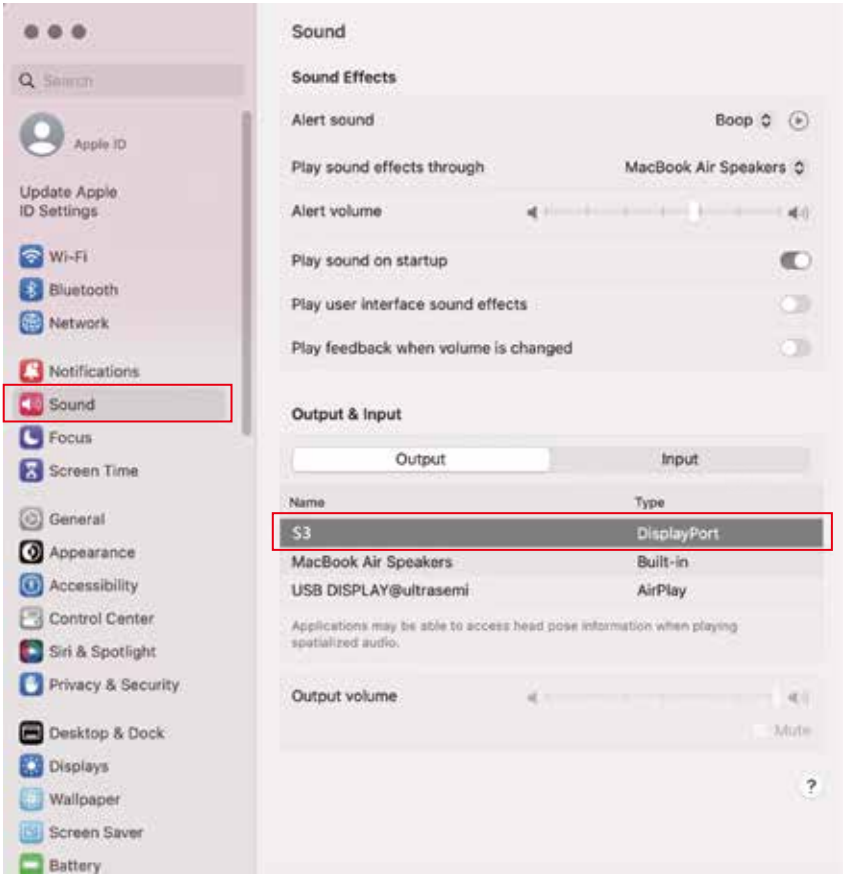 Search
Apple ID
Update Apple
ID Settings
Wi-Fi
Bluetooth
Network
Notifications
Sound
Focus
Screen Time
General
Appearance
Accessibility
Control Center
Siri & Spotlight
Privacy & Security
Desktop & Dock
Displays
Wallpaper
Screen Saver
Battery
Sound
Sound Effects
Alert sound Boop
Play sound effects through MacBook Air Speakers
Alert volume
Play sound on startup
Play user interface sound effects
Play feedback when volume is changed
Output & Input
Output Input
Name Type
S3 DisplayPort
MacBook Air Speakers Built-in
USB DISPLAY@ultrasemi AirPlay
Applications may be able to access head pose information when playing
spatialized audio.
Output volume
Mute
?